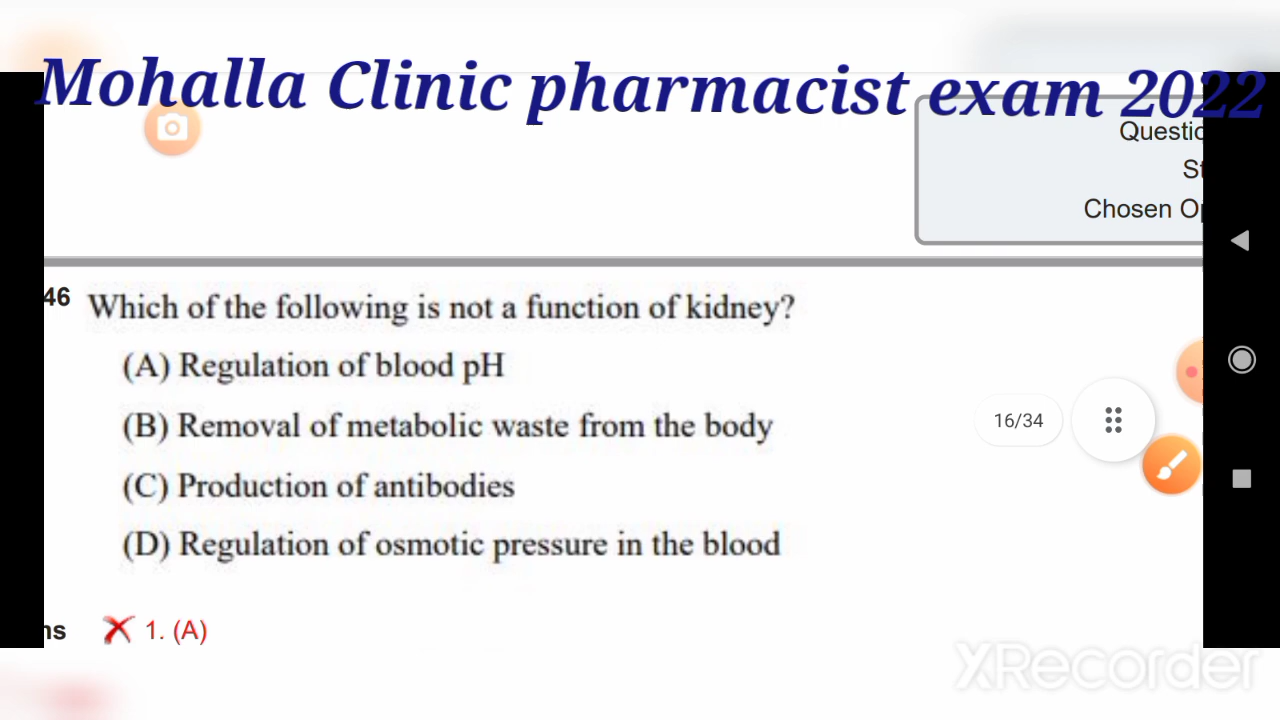 Mohalla Clinic pharmacist exam 2022
Chosen
46 Which of the following is not a function of kidney?
(A) Regulation of blood pH
(B) Removal of metabolic waste from the body
(C) Production of antibodies
16/34
(D) Regulation of osmotic pressure in the blood
1. (A)
XRecorder